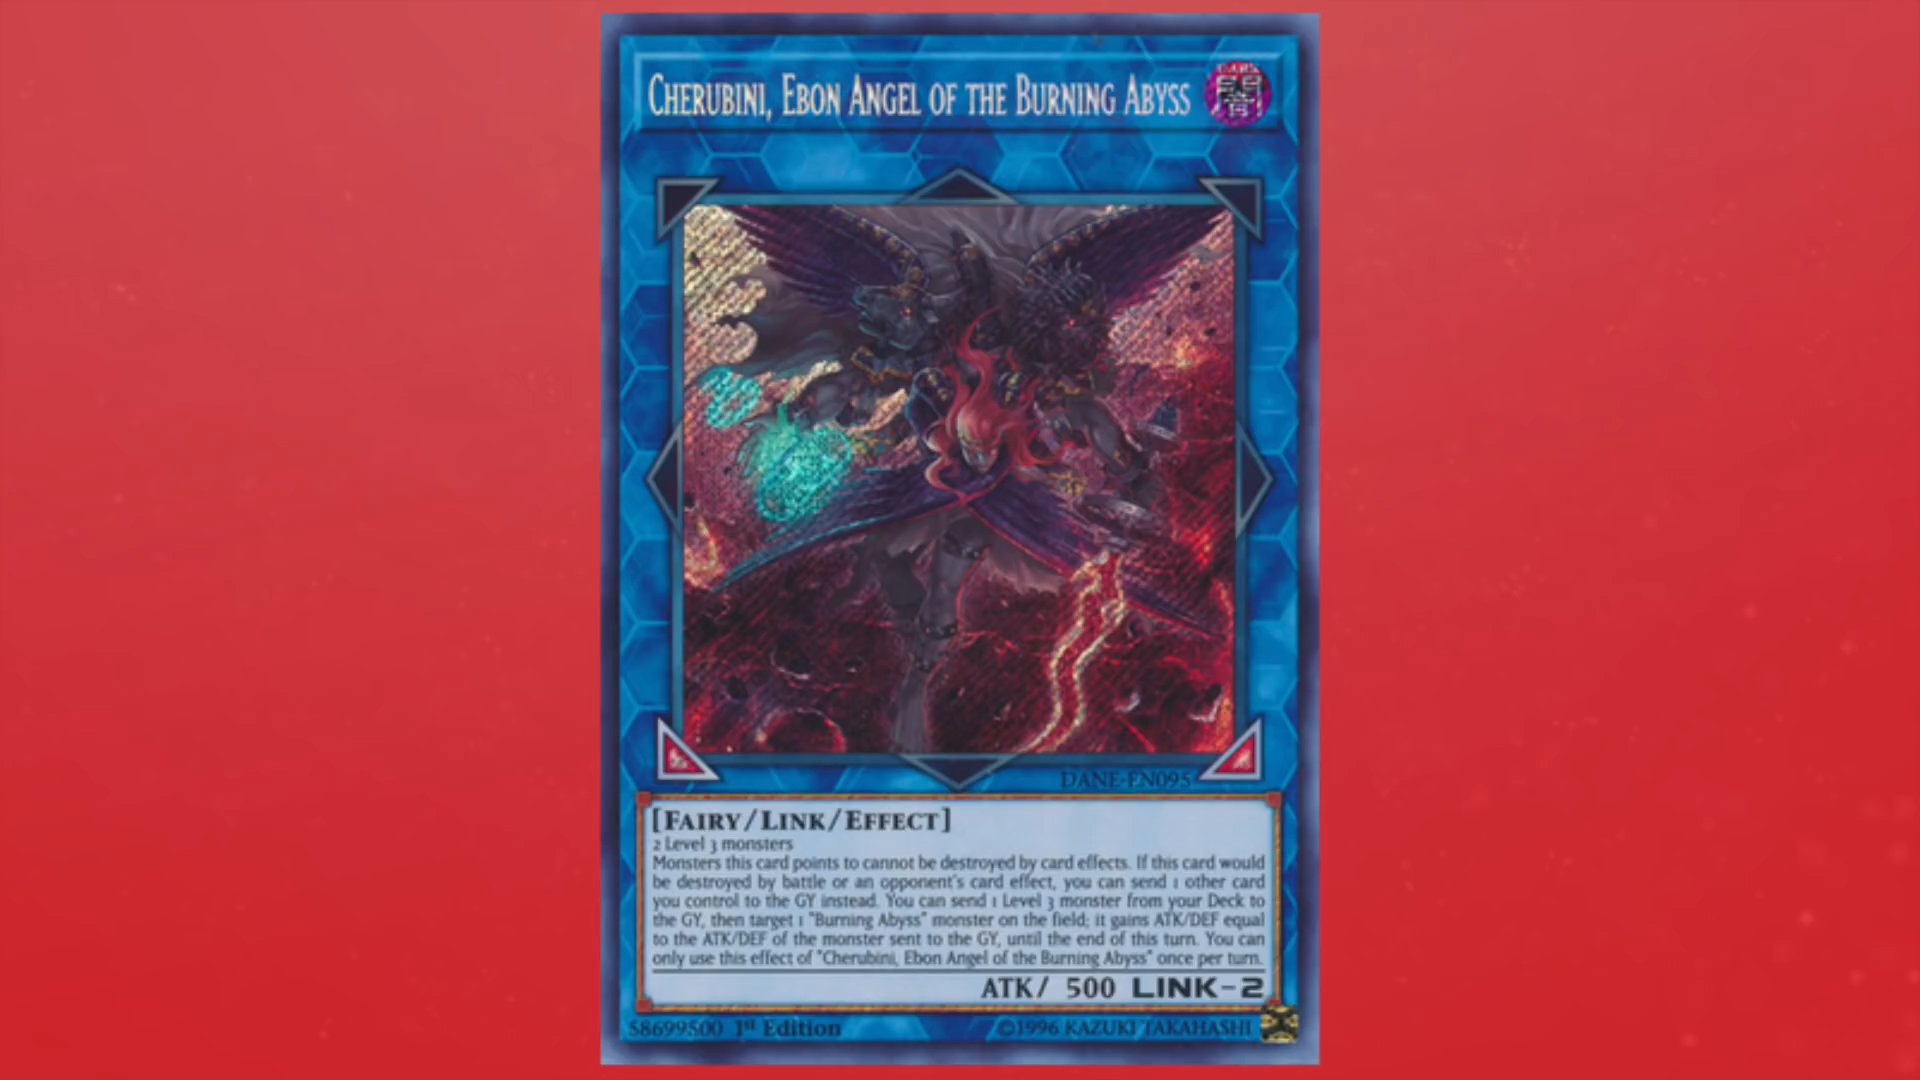 Cherubini, Ebon Angel of the Burning Abyss
DARK
闇
DANE-EN095
[Fairy/Link/Effect]
2 Level 3 monsters
Monsters this card points to cannot be destroyed by card effects. If this card would
be destroyed by battle or an opponent's card effect, you can send 1 other card
you control to the GY instead. You can send 1 Level 3 monster from your Deck to
the GY, then target 1 "Burning Abyss" monster on the field; it gains ATK/DEF equal
to the ATK/DEF of the monster sent to the GY, until the end of this turn. You can
only use this effect of "Cherubini, Ebon Angel of the Burning Abyss" once per turn.
ATK/ 500 LINK-2
58699500 1st Edition
©1996 KAZUKI TAKAHASHI